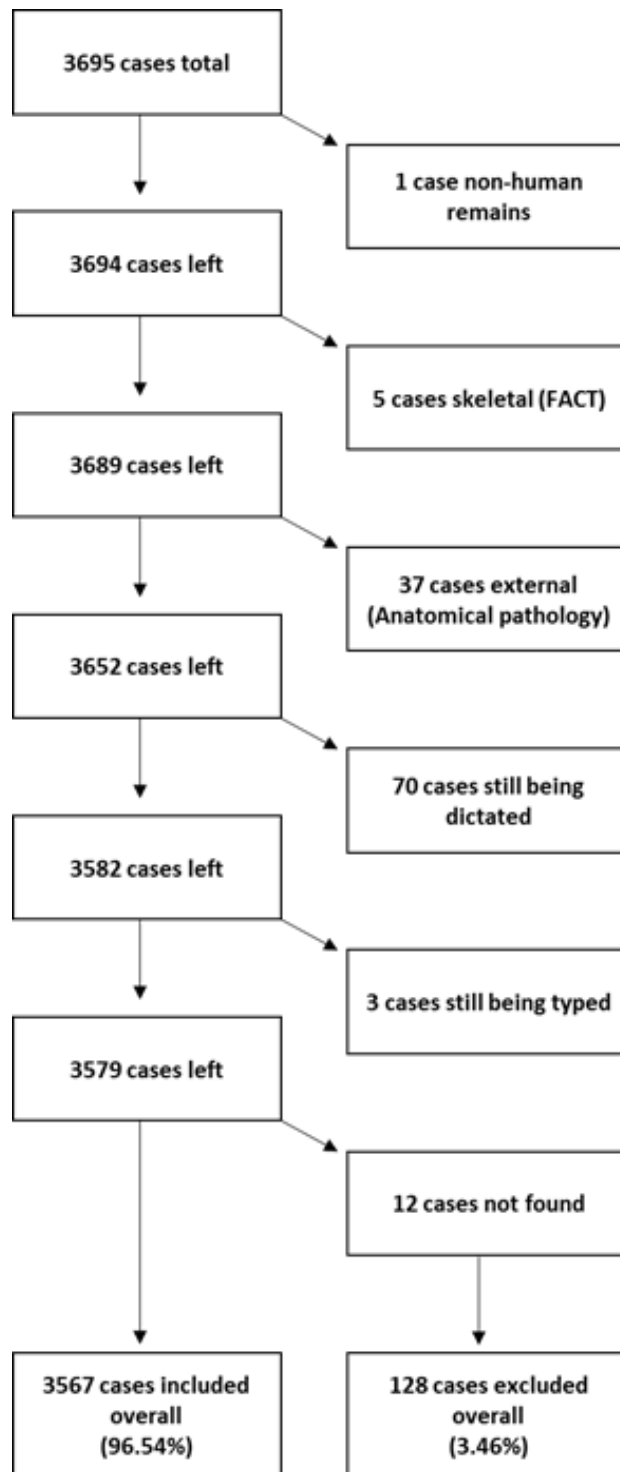 3695 cases total
1 case non-human
remains
3694 cases left
5 cases skeletal (FACT)
3689 cases left
37 cases external
(Anatomical pathology)
3652 cases left
70 cases still being
dictated
3582 cases left
3 cases still being typed
3579 cases left
12 cases not found
3567 cases included
overall
(96.54%)
128 cases excluded
overall
(3.46%)